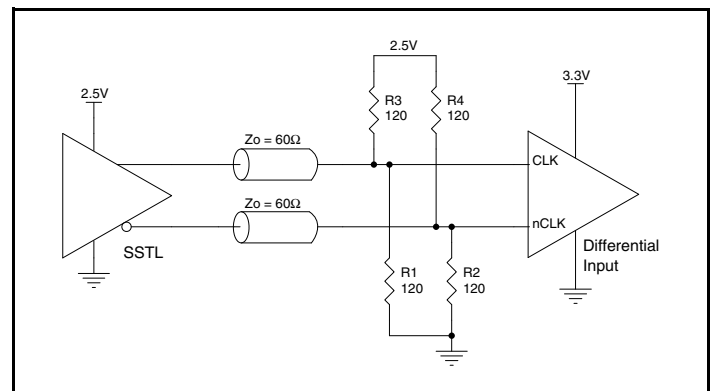 2.5V
3.3V
2.5V
R3
120
R4
120
Zo = 60Ω
CLK
Zo = 60Ω
nCLK
SSTL
Differential
Input
R1
120
R2
120